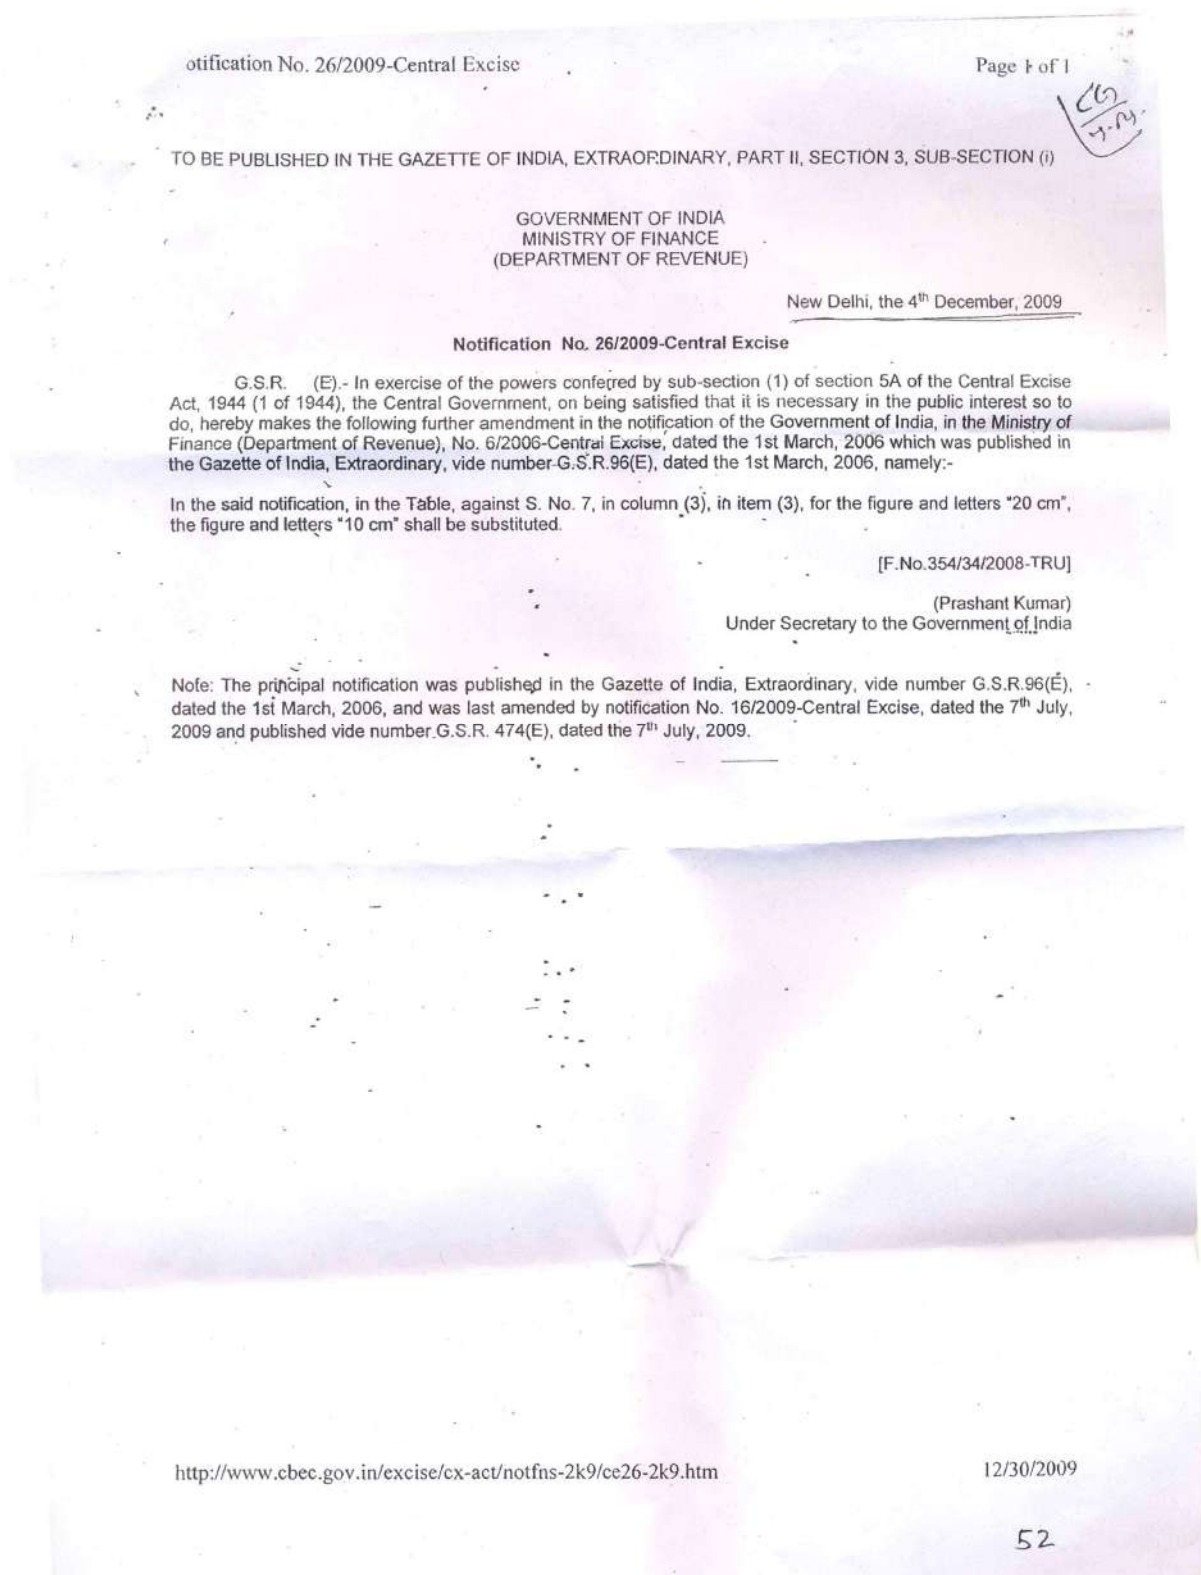 otification No. 26/2009-Central Excise
Page 1 of 1
TO BE PUBLISHED IN THE GAZETTE OF INDIA, EXTRAORDINARY, PART II, SECTION 3, SUB-SECTION (i)
GOVERNMENT OF INDIA
MINISTRY OF FINANCE
(DEPARTMENT OF REVENUE)
New Delhi, the 4th December, 2009
Notification No. 26/2009-Central Excise
G.S.R. (E).- In exercise of the powers conferred by sub-section (1) of section 5A of the Central Excise
Act, 1944 (1 of 1944), the Central Government, on being satisfied that it is necessary in the public interest so to
do, hereby makes the following further amendment in the notification of the Government of India, in the Ministry of
Finance (Department of Revenue), No. 6/2006-Central Excise, dated the 1st March, 2006 which was published in
the Gazette of India, Extraordinary, vide number G.S.R.96(E), dated the 1st March, 2006, namely:-
In the said notification, in the Table, against S. No. 7, in column (3), in item (3), for the figure and letters "20 cm",
the figure and letters "10 cm" shall be substituted.
[F.No.354/34/2008-TRU]
(Prashant Kumar)
Under Secretary to the Government of India
Note: The principal notification was published in the Gazette of India, Extraordinary, vide number G.S.R.96(E),
dated the 1st March, 2006, and was last amended by notification No. 16/2009-Central Excise, dated the 7th July,
2009 and published vide number G.S.R. 474(E), dated the 7th July, 2009.
http://www.cbec.gov.in/excise/cx-act/notfns-2k9/ce26-2k9.htm
12/30/2009
52